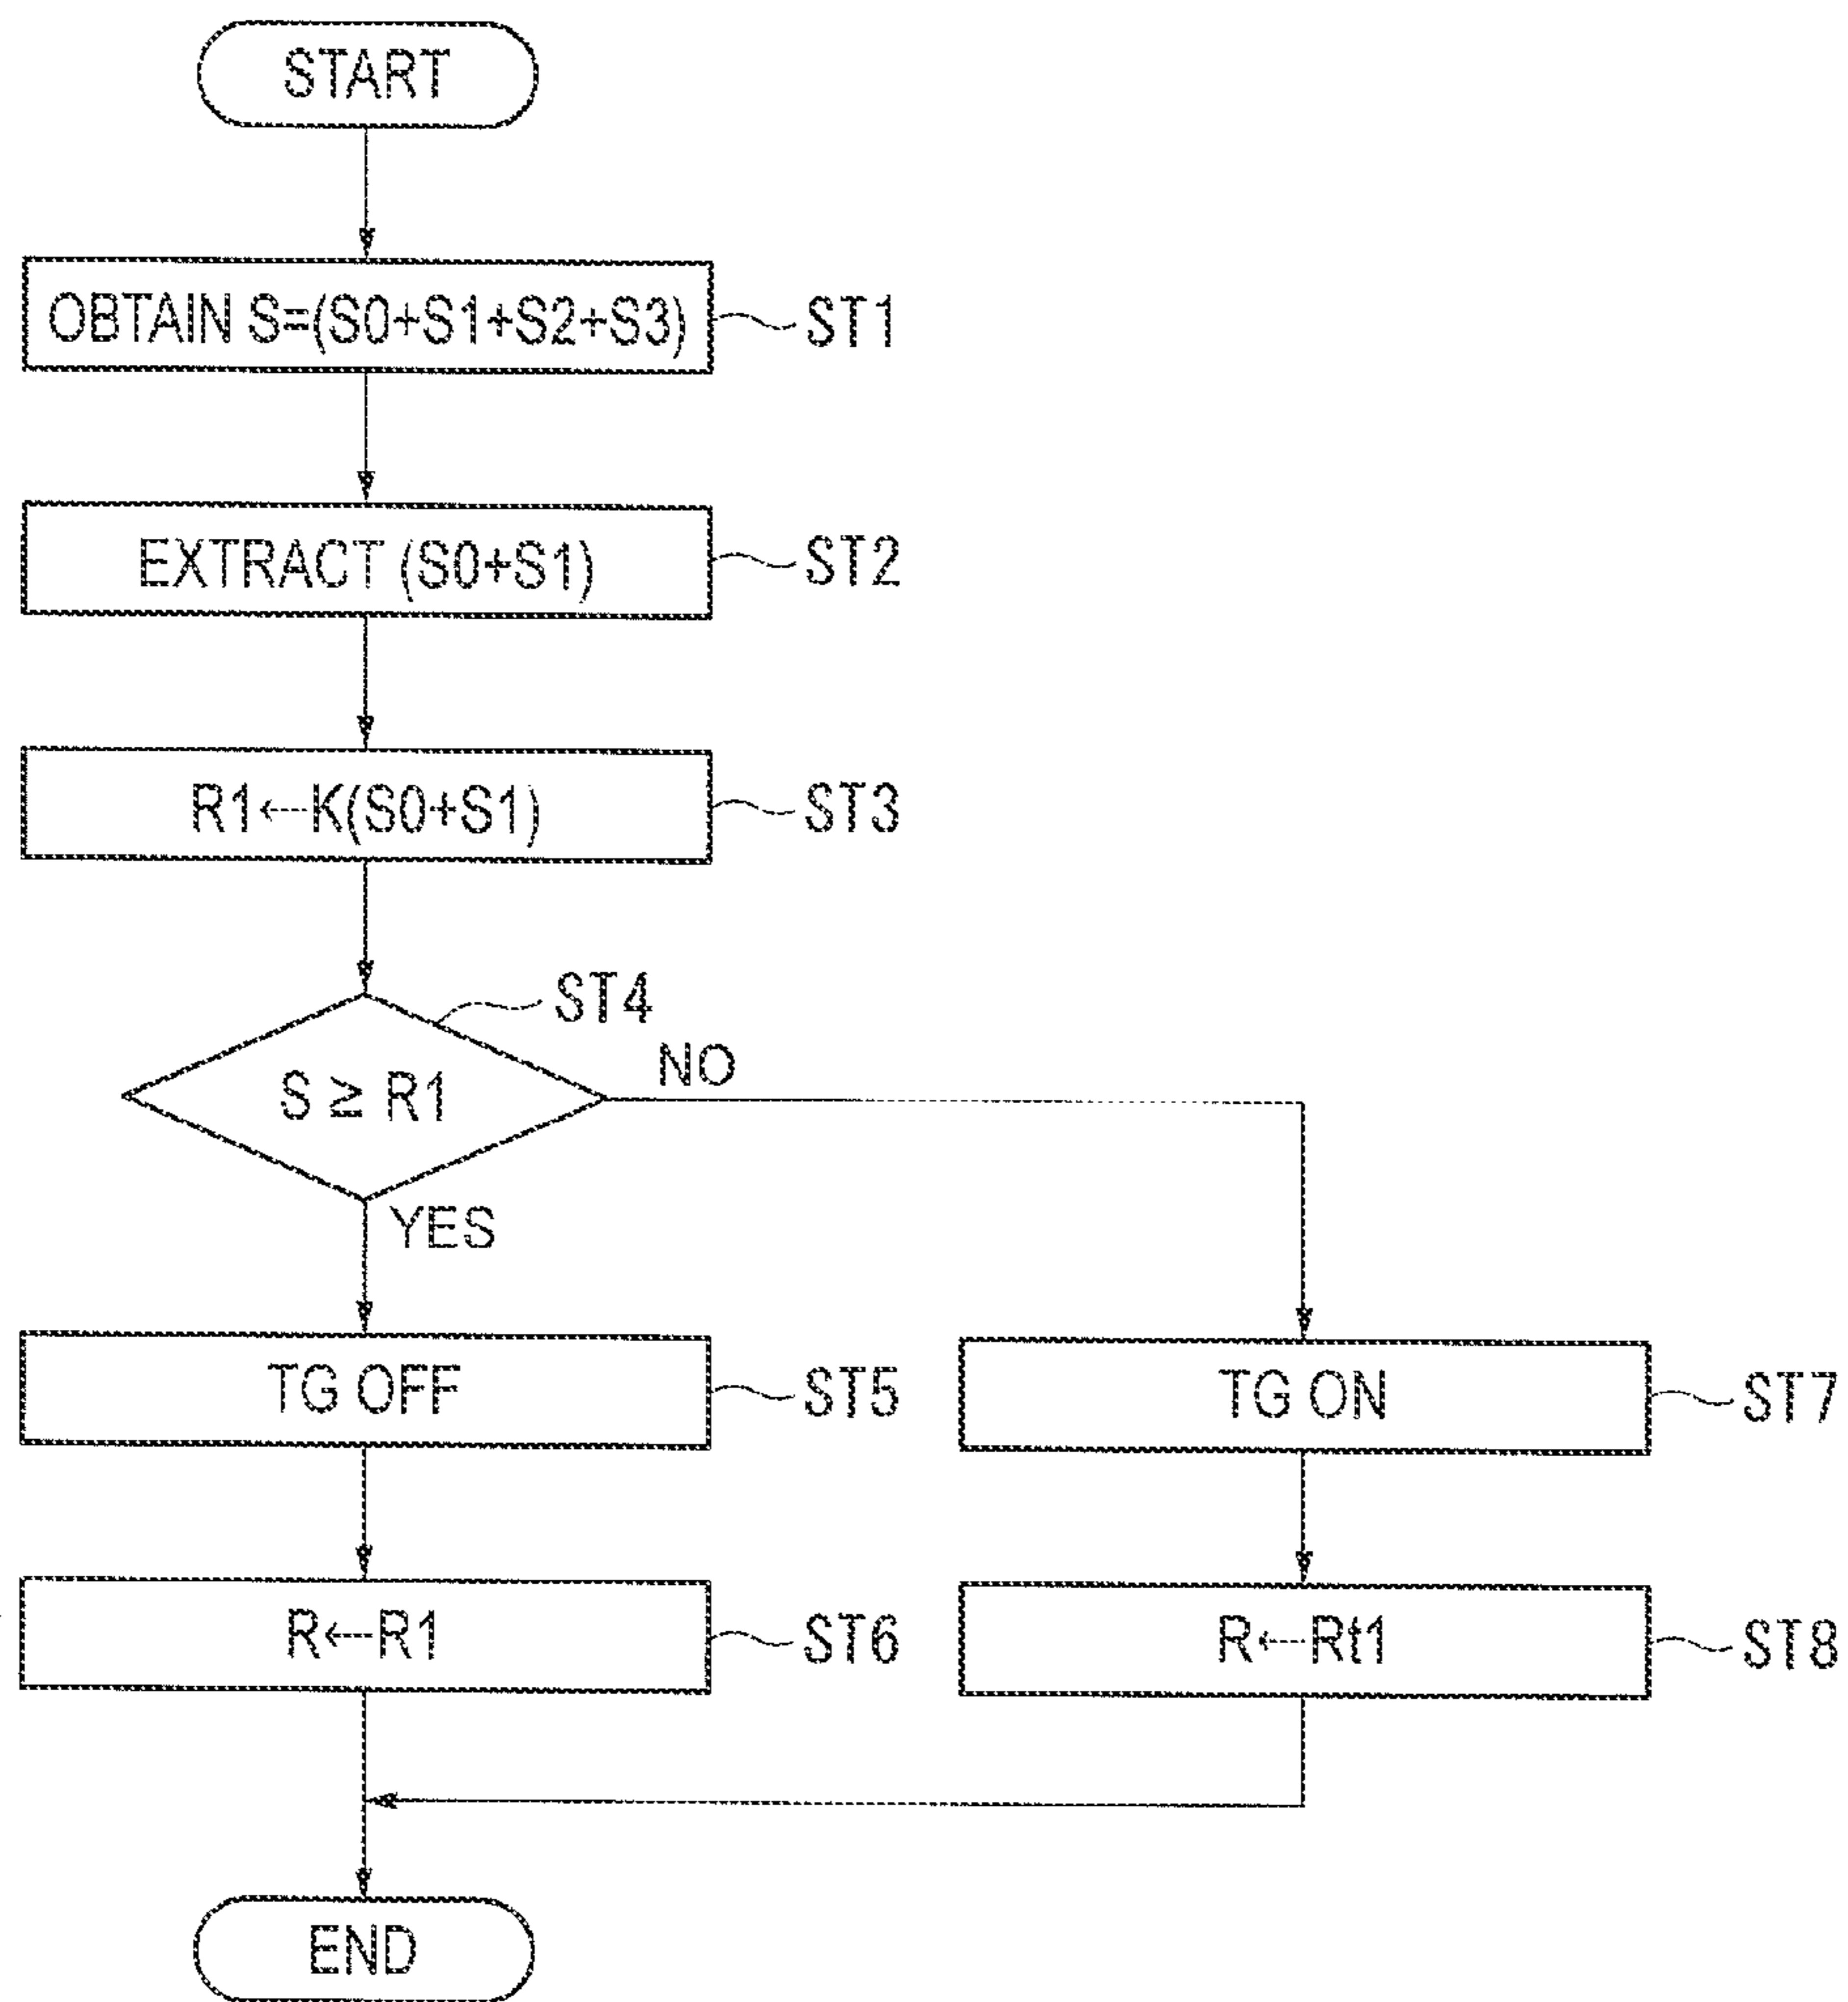 START
OBTAIN S=(S0+S1+S2+S3)
ST1
EXTRACT (S0+S1)
ST2
R1←K(S0+S1)
ST3
ST4
S ≥ R1
NO
YES
TG OFF
ST5
TG ON
ST7
R←R1
ST6
R←Rt1
ST8
END